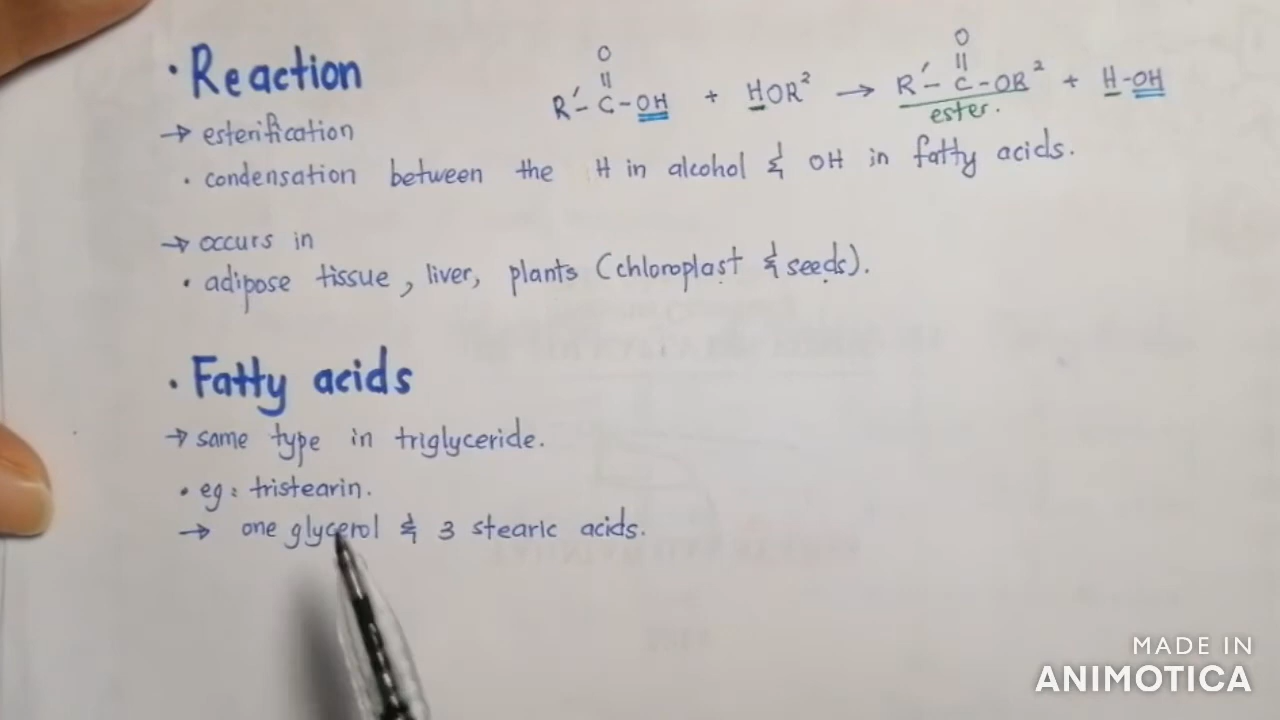 · Reaction
O
||
R'- C-OH + HOR² → R'- C-OR² + H-OH
O
||
ester.
→ esterification
· condensation between the H in alcohol & OH in fatty acids.
→ occurs in
· adipose tissue, liver, plants (chloroplast & seeds).
· Fatty acids
→ same type in triglyceride.
· eg: tristearin.
→ one glycerol & 3 stearic acids.
MADE IN
ANIMOTICA